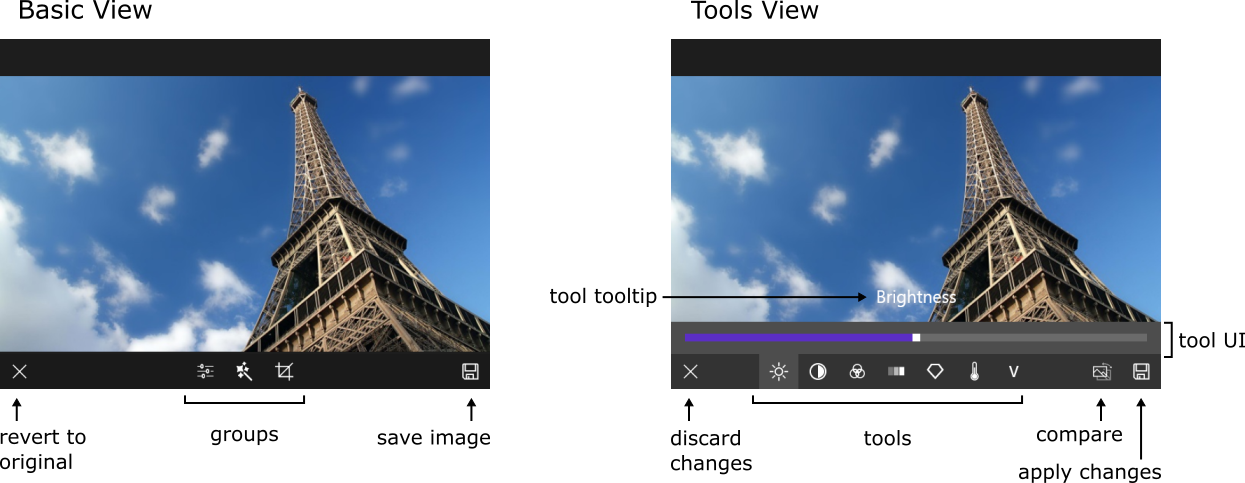 Basic View
Tools View
tool tooltip
Brightness
tool UI
V
revert to
original
groups
save image
discard
changes
tools
compare
apply changes